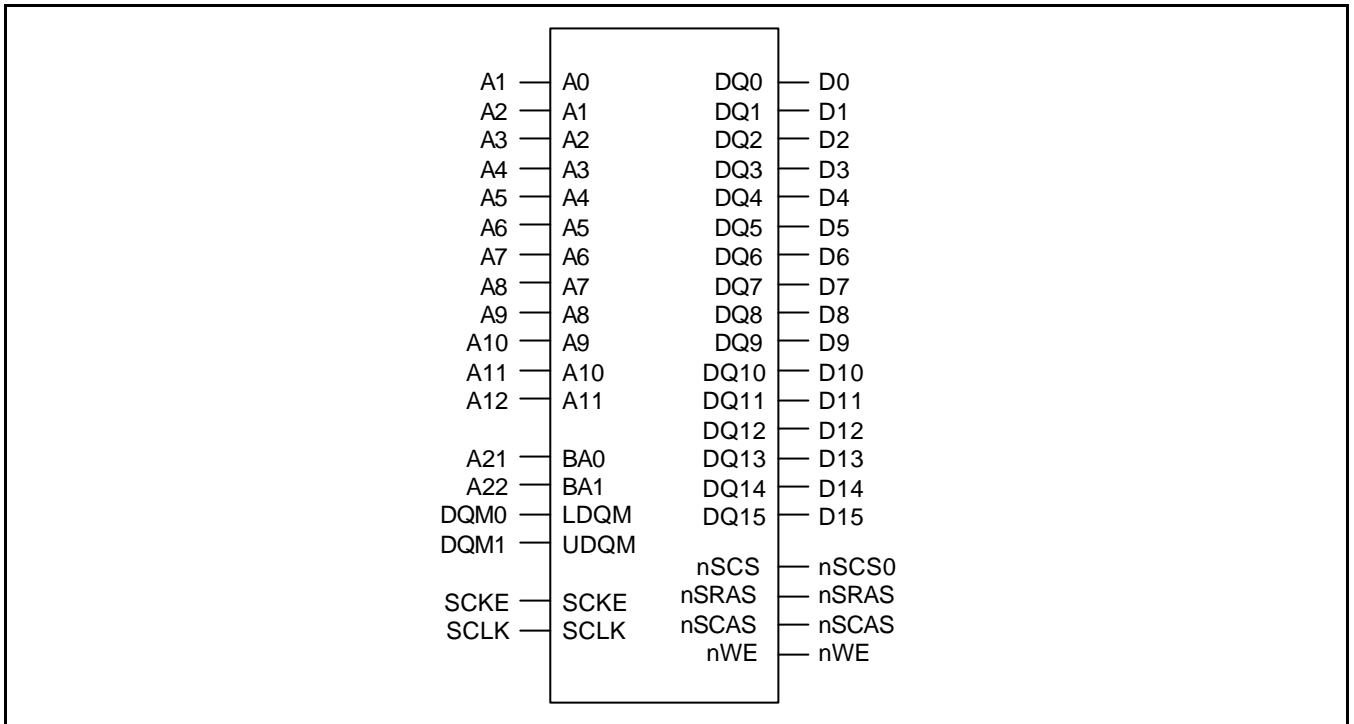 A1 A0 DQ0 D0
A2 A1 DQ1 D1
A3 A2 DQ2 D2
A4 A3 DQ3 D3
A5 A4 DQ4 D4
A6 A5 DQ5 D5
A7 A6 DQ6 D6
A8 A7 DQ7 D7
A9 A8 DQ8 D8
A10 A9 DQ9 D9
A11 A10 DQ10 D10
A12 A11 DQ11 D11
DQ12 D12
A21 BA0 DQ13 D13
A22 BA1 DQ14 D14
DQM0 LDQM DQ15 D15
DQM1 UDQM
nSCS nSCS0
SCKE SCKE nSRAS nSRAS
SCLK SCLK nSCAS nSCAS
nWE nWE